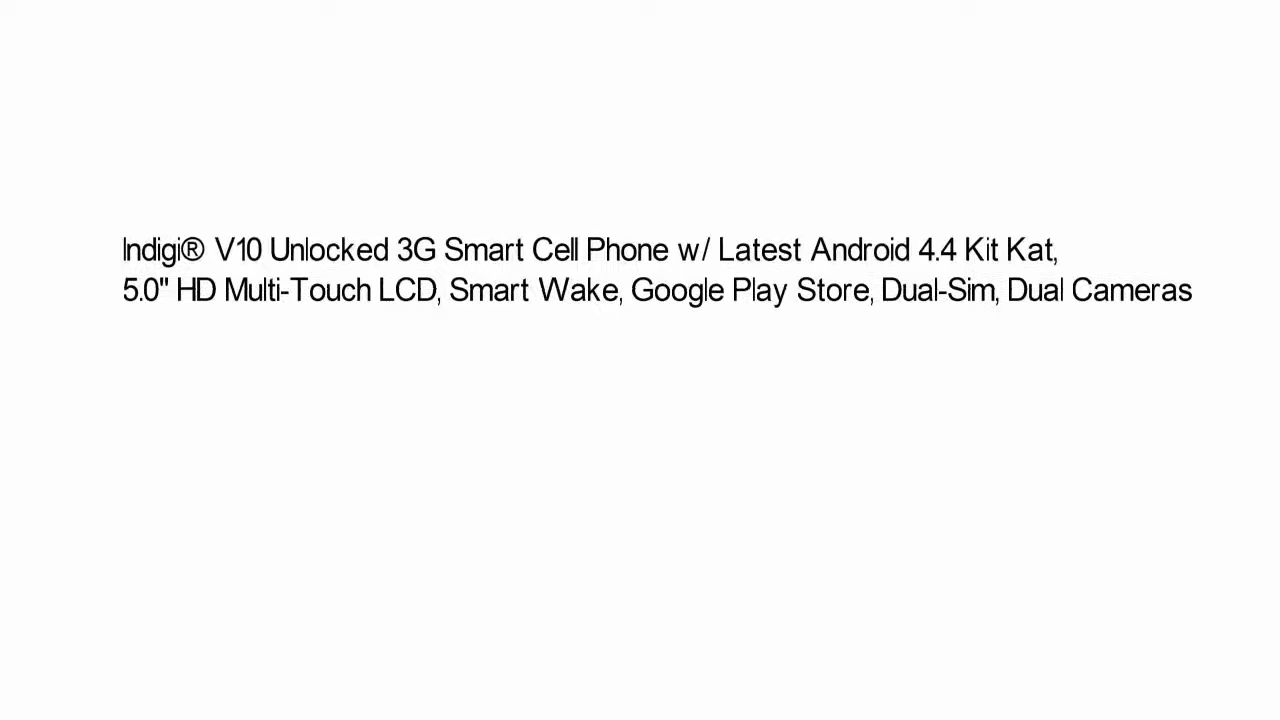 Indigi® V10 Unlocked 3G Smart Cell Phone w/ Latest Android 4.4 Kit Kat,
5.0" HD Multi-Touch LCD, Smart Wake, Google Play Store, Dual-Sim, Dual Cameras